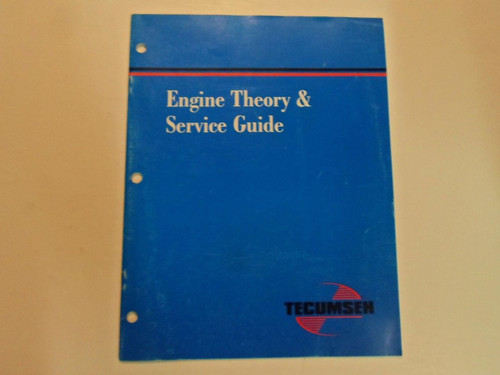 Engine Theory &
Service Guide
TECUMSEH